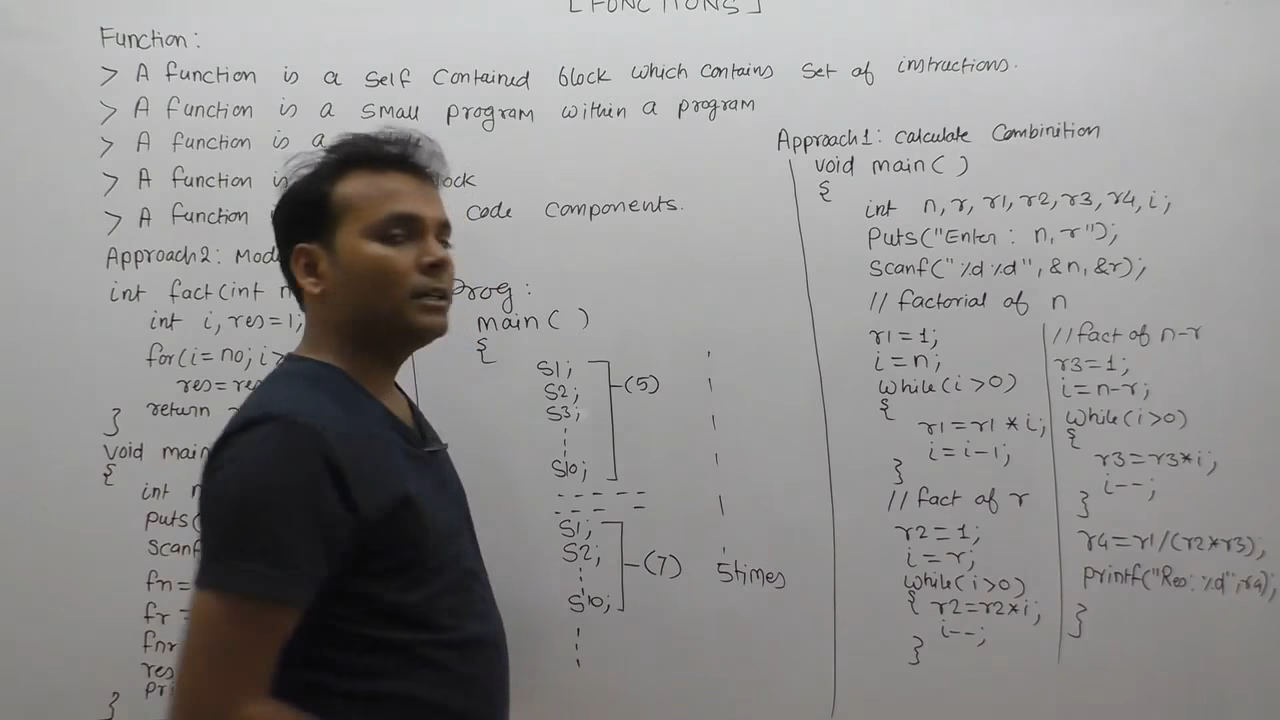 [FUNCTIONS]
Function:
> A function is a self contained block which contains set of instructions.
> A function is a small program within a program
> A function is a
> A function is
> A function code components.
Approach2:
int fact(int
int i, res=1;
for(i=no;
res=
return
}
void main
{
int
puts(
scanf
fn=
fr =
fnr
res
pri
}
Prog:
main( )
{
S1;
S2;
S3;
S10;
(5)
S1;
S2;
S10;
(7)
5times
Approach1: calculate Combinition
void main( )
{
int n, r, r1, r2, r3, r4, i;
Puts("Enter : n, r");
Scanf("%d %d", &n, &r);
// factorial of n
r1=1;
i=n;
while(i>0)
{
r1=r1 * i;
i=i-1;
}
// fact of r
r2=1;
i=r;
while(i>0)
{ r2=r2*i;
i--;
}
//fact of n-r
r3=1;
i=n-r;
while(i>0)
{
r3=r3*i;
i--;
}
r4=r1/(r2*r3);
printf("Res: %d",r4);
}